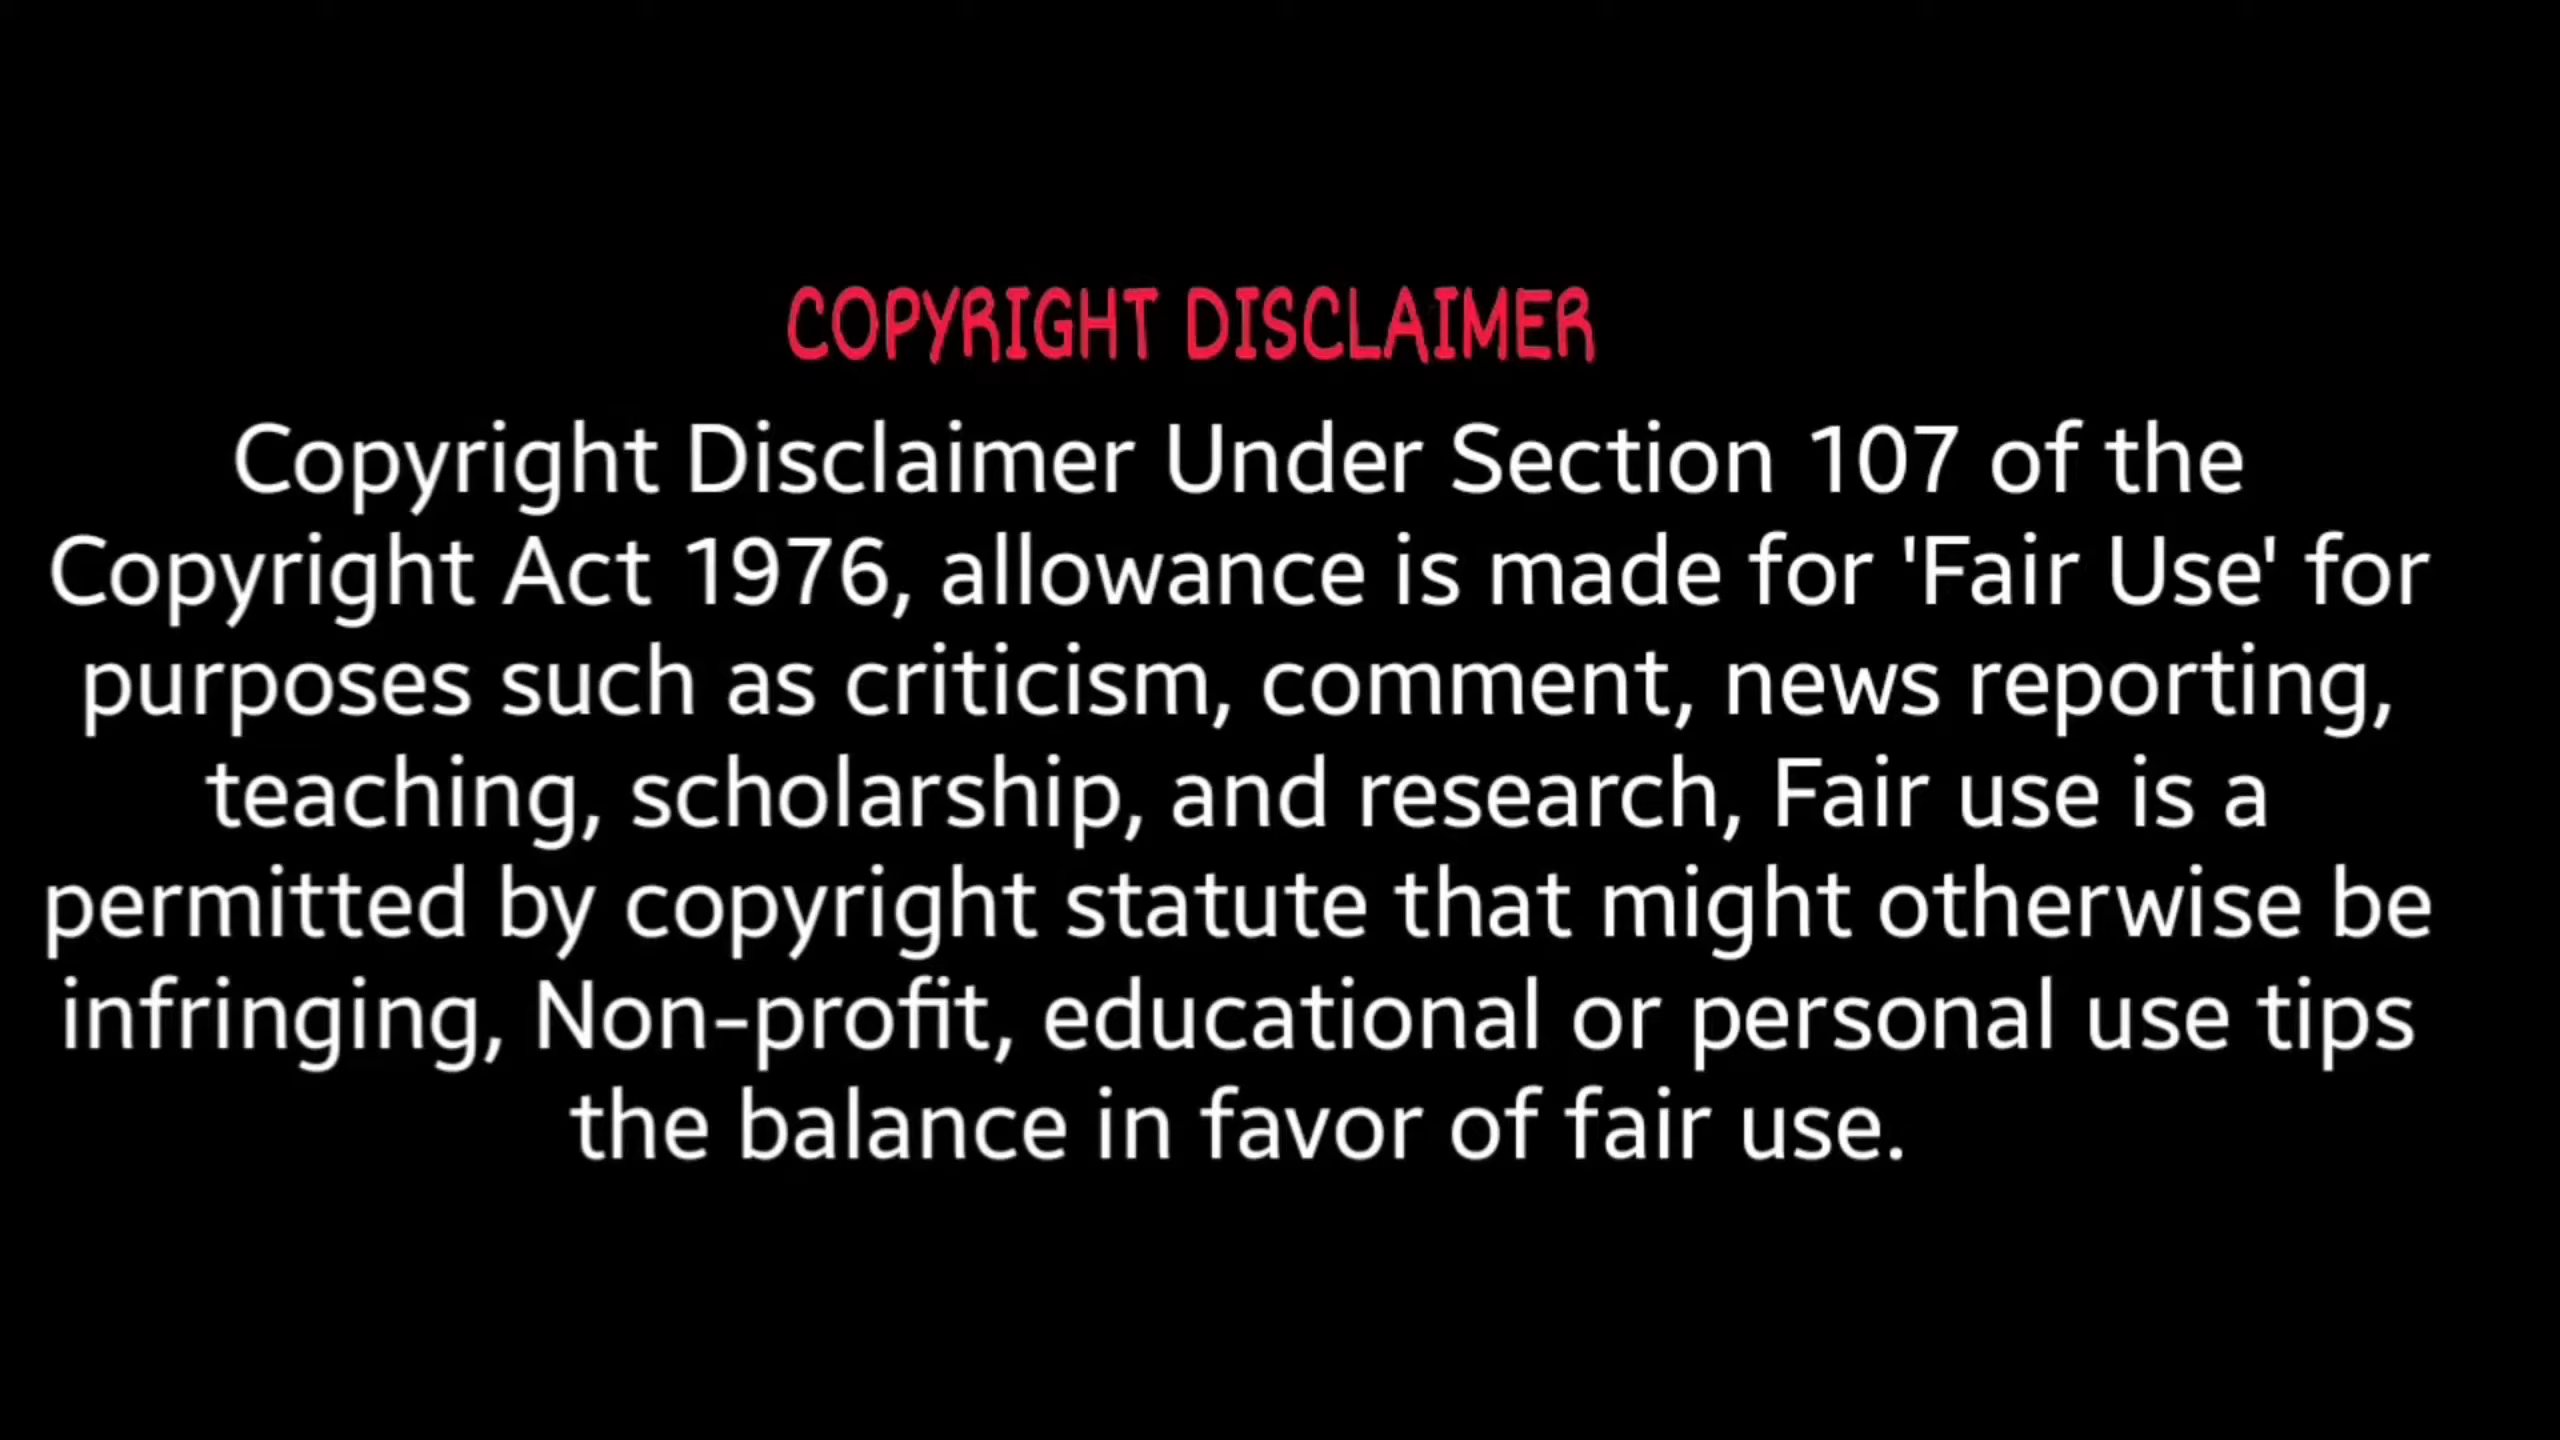 COPYRIGHT DISCLAIMER
Copyright Disclaimer Under Section 107 of the
Copyright Act 1976, allowance is made for 'Fair Use' for
purposes such as criticism, comment, news reporting,
teaching, scholarship, and research, Fair use is a
permitted by copyright statute that might otherwise be
infringing, Non-profit, educational or personal use tips
the balance in favor of fair use.